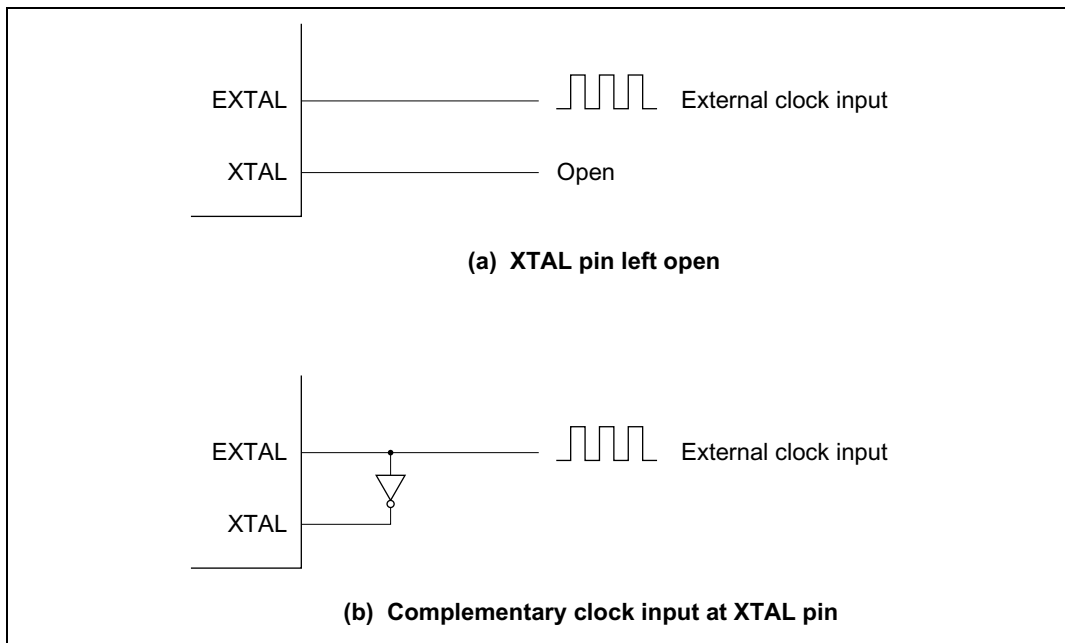 EXTAL
External clock input
XTAL
Open
(a) XTAL pin left open
EXTAL
External clock input
XTAL
(b) Complementary clock input at XTAL pin